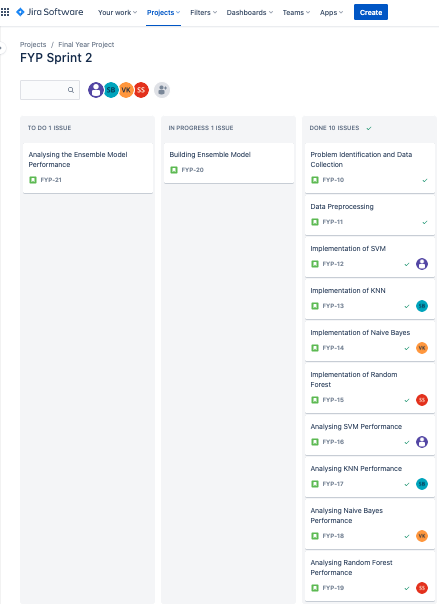 Jira Software Your work Projects Filters Dashboards Teams Apps Create
Projects / Final Year Project
FYP Sprint 2
SB VK SS
TO DO 1 ISSUE
Analysing the Ensemble Model
Performance
FYP-21
IN PROGRESS 1 ISSUE
Building Ensemble Model
FYP-20
DONE 10 ISSUES
Problem Identification and Data
Collection
FYP-10
Data Preprocessing
FYP-11
Implementation of SVM
FYP-12
Implementation of KNN
FYP-13 SB
Implementation of Naive Bayes
FYP-14 VK
Implementation of Random
Forest
FYP-15 SS
Analysing SVM Performance
FYP-16
Analysing KNN Performance
FYP-17 SB
Analysing Naive Bayes
Performance
FYP-18 VK
Analysing Random Forest
Performance
FYP-19 SS